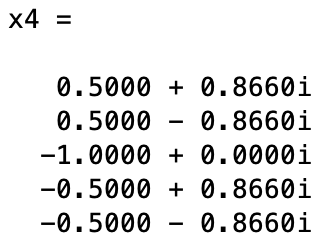 x4 =
0.5000 + 0.8660i
0.5000 - 0.8660i
-1.0000 + 0.0000i
-0.5000 + 0.8660i
-0.5000 - 0.8660i